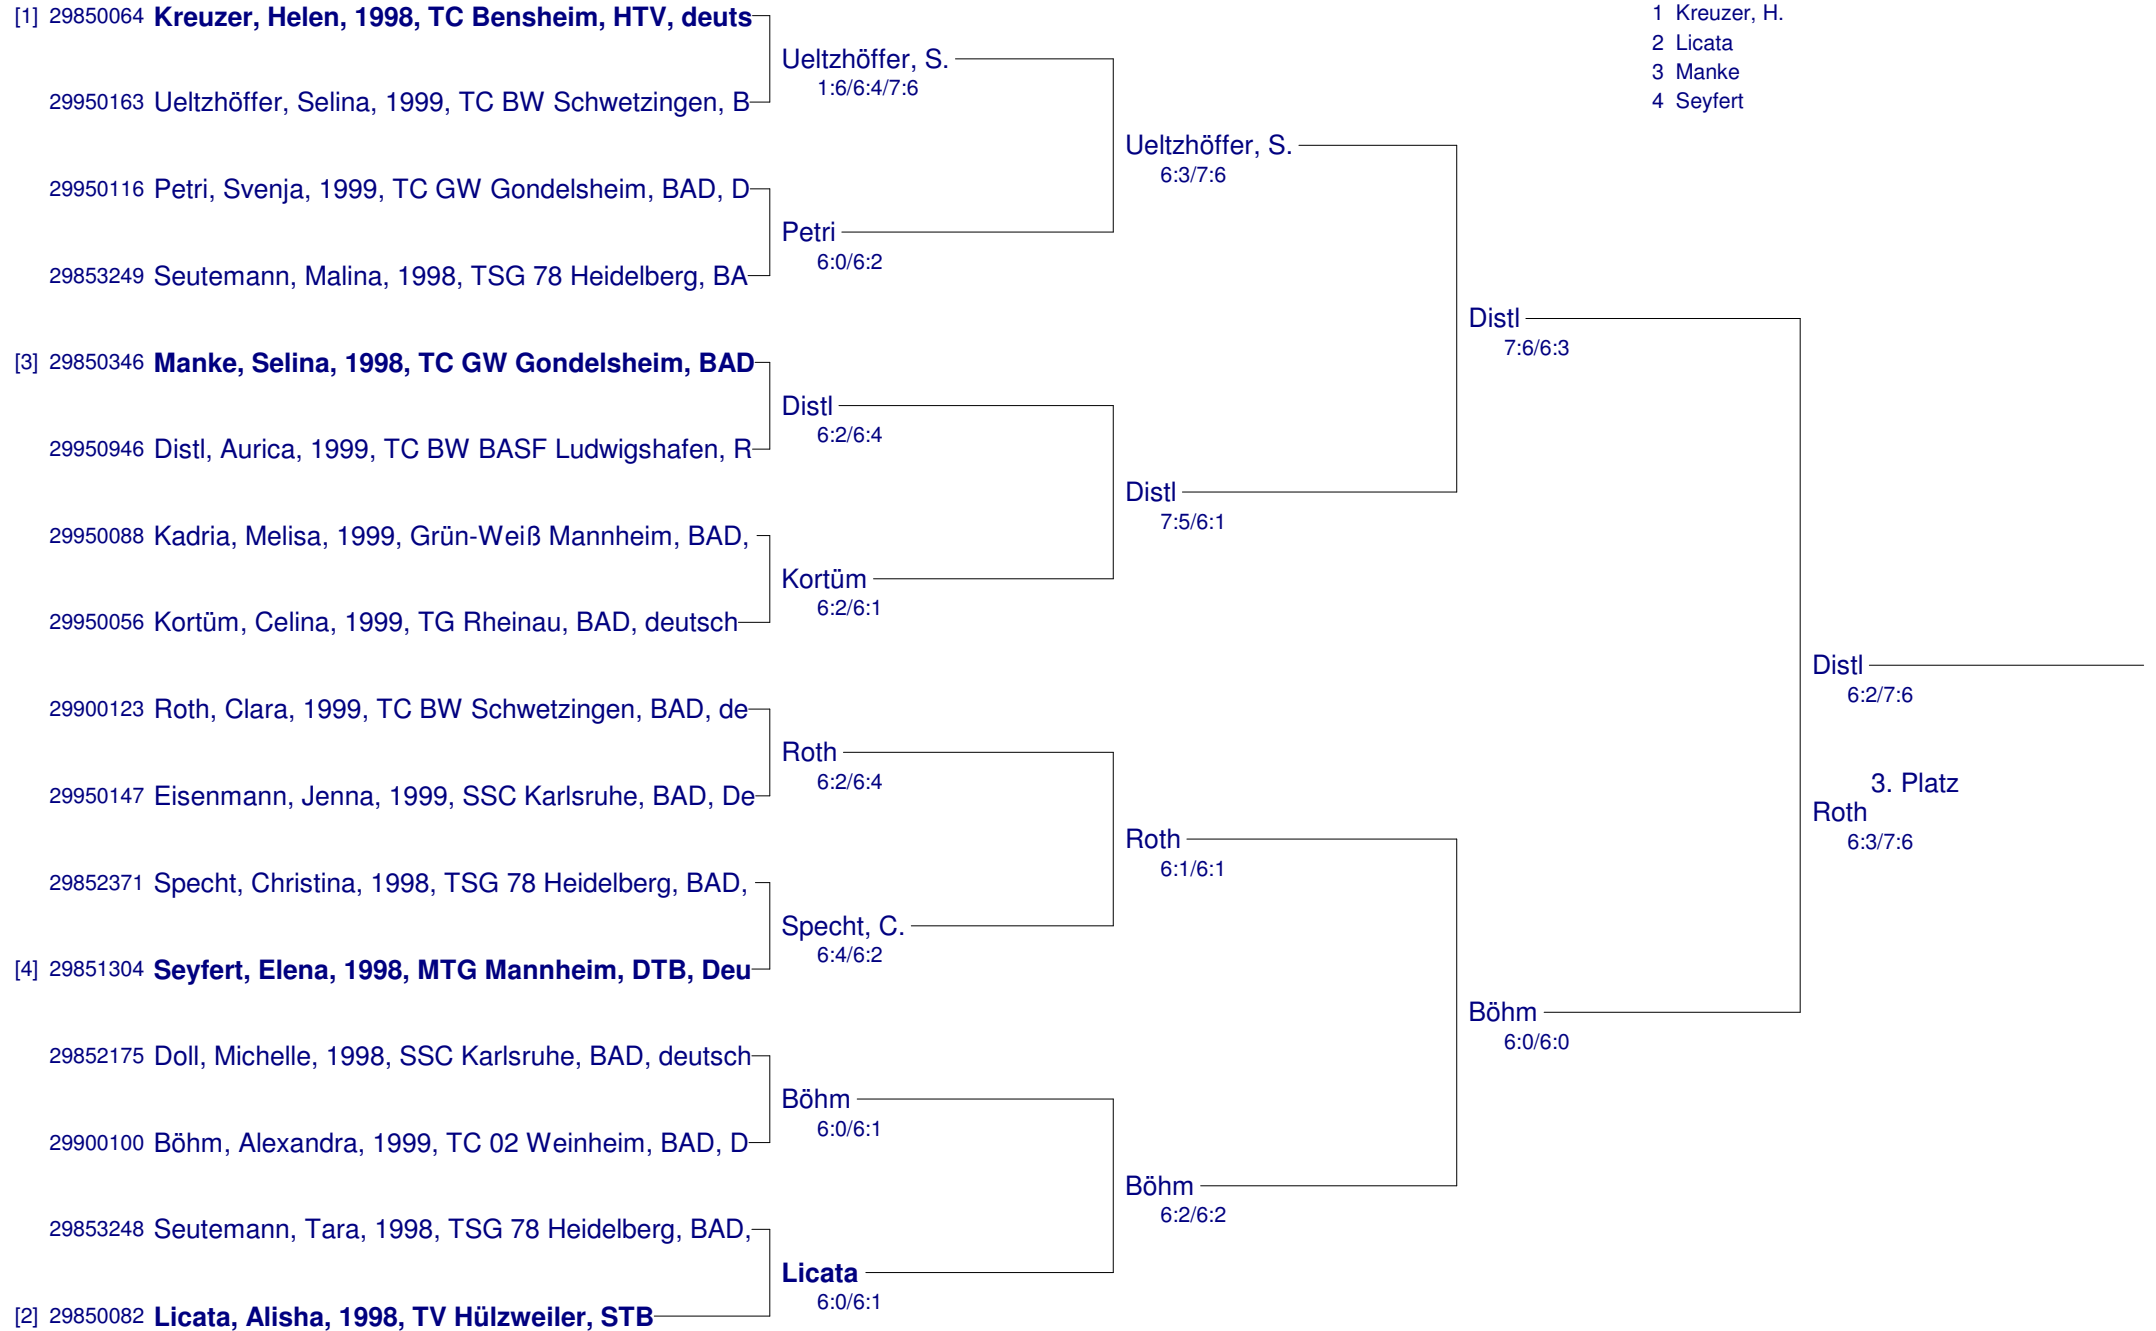 [1] 29850064 Kreuzer, Helen, 1998, TC Bensheim, HTV, deuts
29950163 Ueltzhöffer, Selina, 1999, TC BW Schwetzingen, B
29950116 Petri, Svenja, 1999, TC GW Gondelsheim, BAD, D
29853249 Seutemann, Malina, 1998, TSG 78 Heidelberg, BA
[3] 29850346 Manke, Selina, 1998, TC GW Gondelsheim, BAD
29950946 Distl, Aurica, 1999, TC BW BASF Ludwigshafen, R
29950088 Kadria, Melisa, 1999, Grün-Weiß Mannheim, BAD,
29950056 Kortüm, Celina, 1999, TG Rheinau, BAD, deutsch
29900123 Roth, Clara, 1999, TC BW Schwetzingen, BAD, de
29950147 Eisenmann, Jenna, 1999, SSC Karlsruhe, BAD, De
29852371 Specht, Christina, 1998, TSG 78 Heidelberg, BAD,
[4] 29851304 Seyfert, Elena, 1998, MTG Mannheim, DTB, Deu
29852175 Doll, Michelle, 1998, SSC Karlsruhe, BAD, deutsch
29900100 Böhm, Alexandra, 1999, TC 02 Weinheim, BAD, D
29853248 Seutemann, Tara, 1998, TSG 78 Heidelberg, BAD,
[2] 29850082 Licata, Alisha, 1998, TV Hülzweiler, STB
Ueltzhöffer, S.
1:6/6:4/7:6
Petri
6:0/6:2
Distl
6:2/6:4
Kortüm
6:2/6:1
Roth
6:2/6:4
Specht, C.
6:4/6:2
Böhm
6:0/6:1
Licata
6:0/6:1
Ueltzhöffer, S.
6:3/7:6
Distl
7:5/6:1
Roth
6:1/6:1
Böhm
6:2/6:2
Distl
7:6/6:3
Böhm
6:0/6:0
Distl
6:2/7:6
3. Platz
Roth
6:3/7:6
1 Kreuzer, H.
2 Licata
3 Manke
4 Seyfert